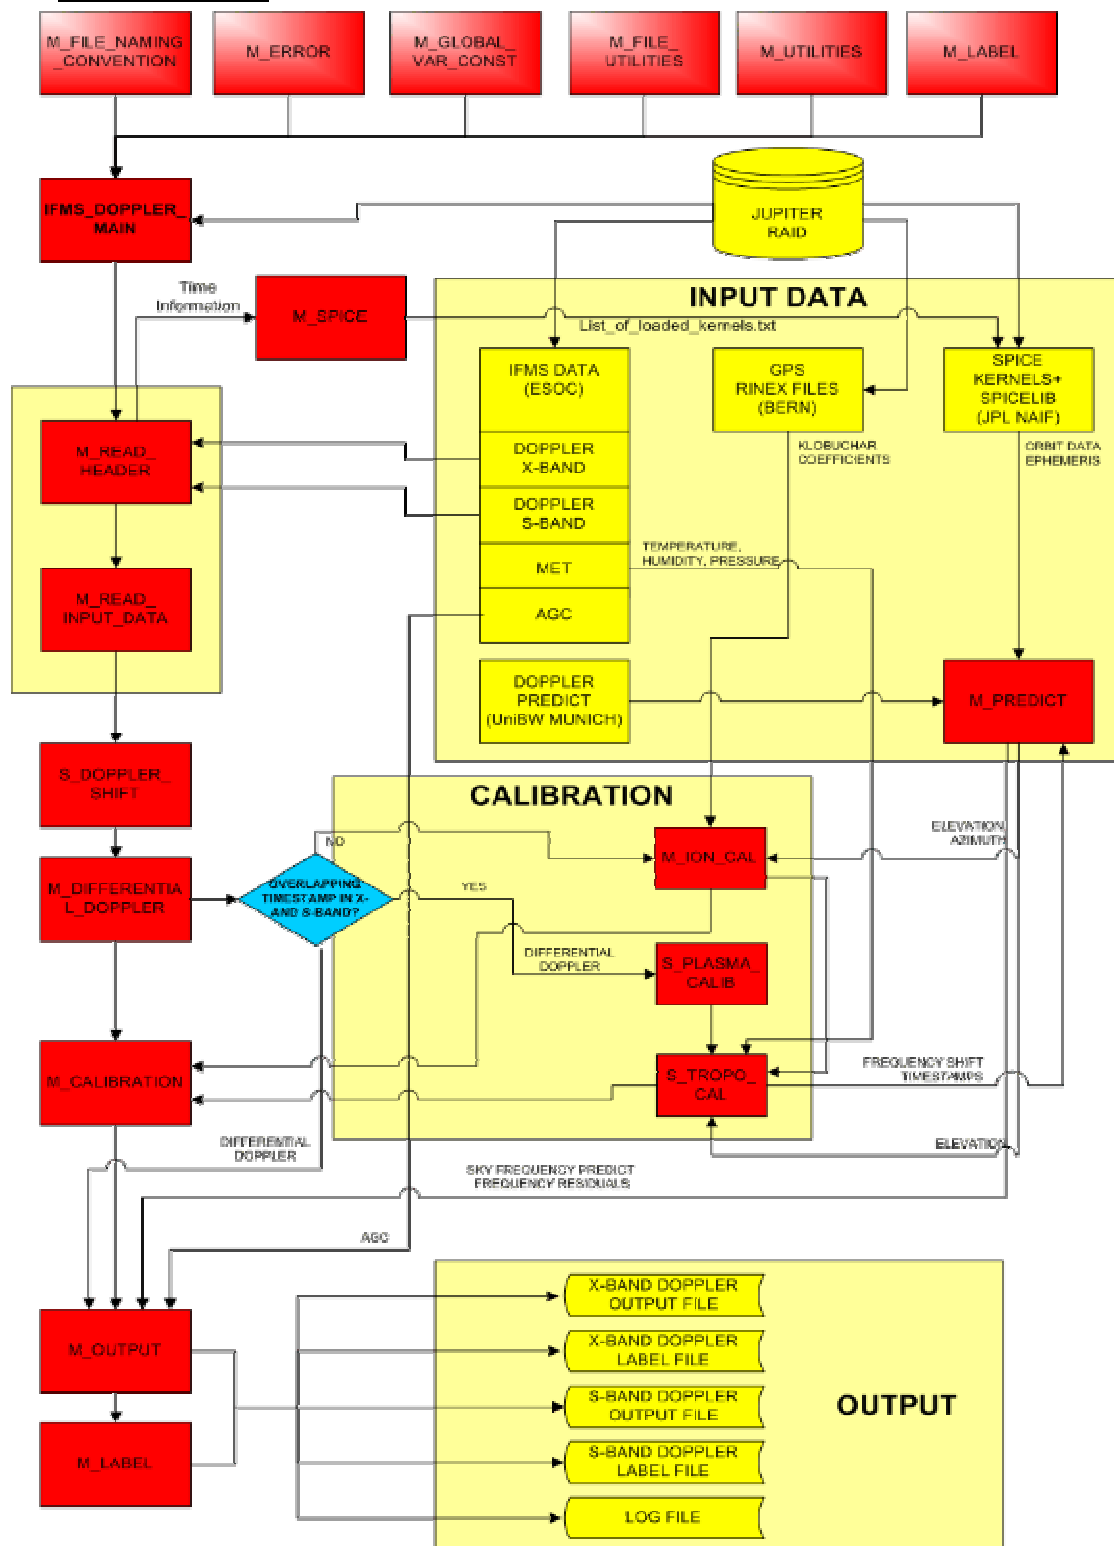 M_FILE_NAMING
_CONVENTION
M_ERROR
M_GLOBAL_
VAR_CONST
M_FILE_
UTILITIES
M_UTILITIES
M_LABEL
IFMS_DOPPLER_
MAIN
JUPITER
RAID
Time
Information
M_SPICE
INPUT DATA
List_of_loaded_kernels.txt
IFMS DATA
(ESOC)
GPS
RINEX FILES
(BERN)
SPICE
KERNELS+
SPICELIB
(JPL NAIF)
M_READ_
HEADER
DOPPLER
X-BAND
KLOBUCHAR
COEFFICIENTS
ORBIT DATA
EPHEMERIS
DOPPLER
S-BAND
TEMPERATURE,
HUMIDITY, PRESSURE
MET
M_READ_
INPUT_DATA
AGC
DOPPLER
PREDICT
(UniBW MUNICH)
M_PREDICT
S_DOPPLER_
SHIFT
CALIBRATION
NO
M_ION_CAL
ELEVATION,
AZIMUTH
M_DIFFERENTIA
L_DOPPLER
OVERLAPPING
TIMESTAMP IN X-
AND S-BAND?
YES
DIFFERENTIAL
DOPPLER
S_PLASMA_
CALIB
M_CALIBRATION
S_TROPO_
CAL
FREQUENCY SHIFT
TIMESTAMPS
DIFFERENTIAL
DOPPLER
ELEVATION
SKY FREQUENCY PREDICT
FREQUENCY RESIDUALS
AGC
X-BAND DOPPLER
OUTPUT FILE
M_OUTPUT
X-BAND DOPPLER
LABEL FILE
S-BAND DOPPLER
OUTPUT FILE
OUTPUT
M_LABEL
S-BAND DOPPLER
LABEL FILE
LOG FILE